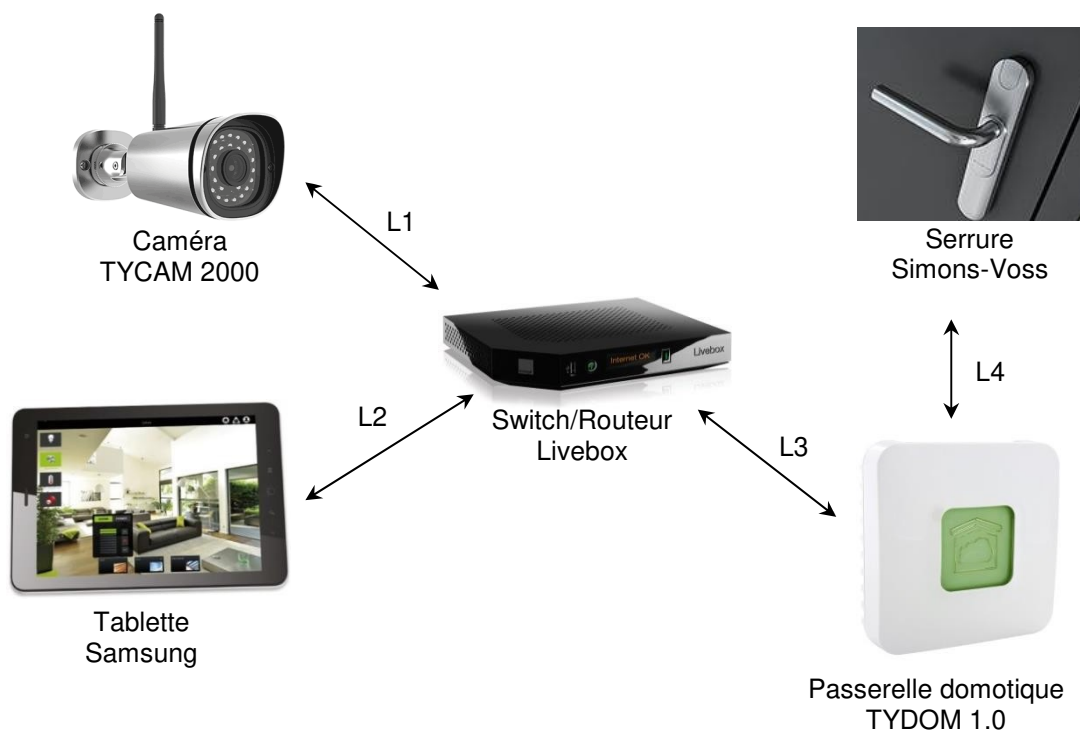 Caméra
TYCAM 2000
L1
Serrure
Simons-Voss
L4
Internet OK
Livebox
Switch/Routeur
Livebox
L2
L3
Tablette
Samsung
Passerelle domotique
TYDOM 1.0